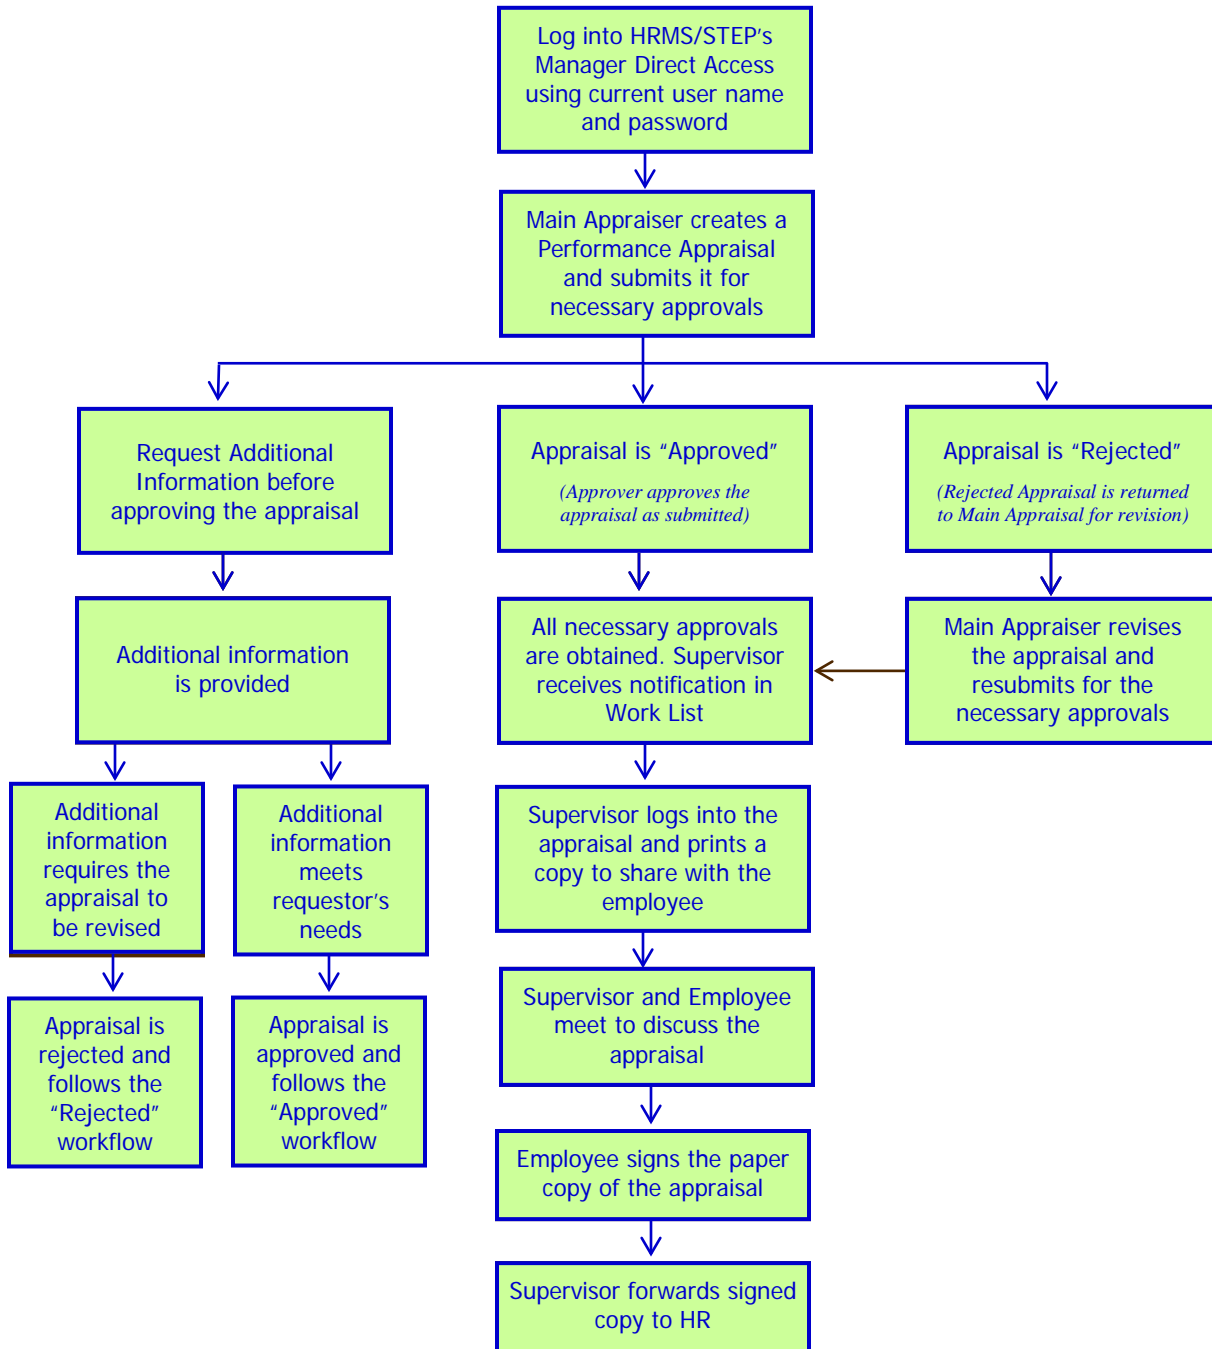 Log into HRMS/STEP's
Manager Direct Access
using current user name
and password
Main Appraiser creates a
Performance Appraisal
and submits it for
necessary approvals
Request Additional
Information before
approving the appraisal
Appraisal is “Approved”
(Approver approves the
appraisal as submitted)
Appraisal is “Rejected”
(Rejected Appraisal is returned
to Main Appraisal for revision)
Additional information
is provided
All necessary approvals
are obtained. Supervisor
receives notification in
Work List
Main Appraiser revises
the appraisal and
resubmits for the
necessary approvals
Additional
information
requires the
appraisal to
be revised
Additional
information
meets
requestor's
needs
Supervisor logs into the
appraisal and prints a
copy to share with the
employee
Appraisal is
rejected and
follows the
“Rejected”
workflow
Appraisal is
approved and
follows the
“Approved”
workflow
Supervisor and Employee
meet to discuss the
appraisal
Employee signs the paper
copy of the appraisal
Supervisor forwards signed
copy to HR